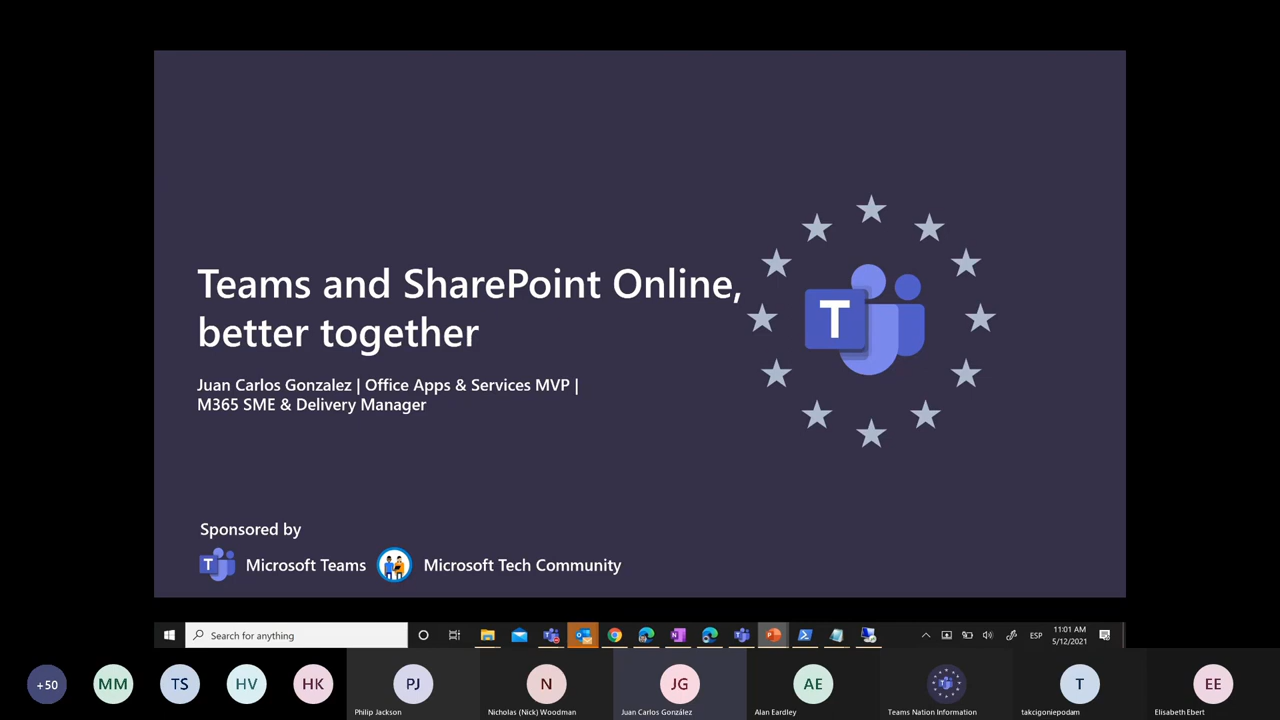 Teams and SharePoint Online,
better together
Juan Carlos Gonzalez | Office Apps & Services MVP |
M365 SME & Delivery Manager
T
Sponsored by
T Microsoft Teams Microsoft Tech Community
Search for anything
ESP
11:01 AM
5/12/2021
+50
MM
TS
HV
HK
PJ
Philip Jackson
N
Nicholas (Nick) Woodman
JG
Juan Carlos González
AE
Alan Eardley
Teams Nation Information
T
takcigoniepodam
EE
Elisabeth Ebert